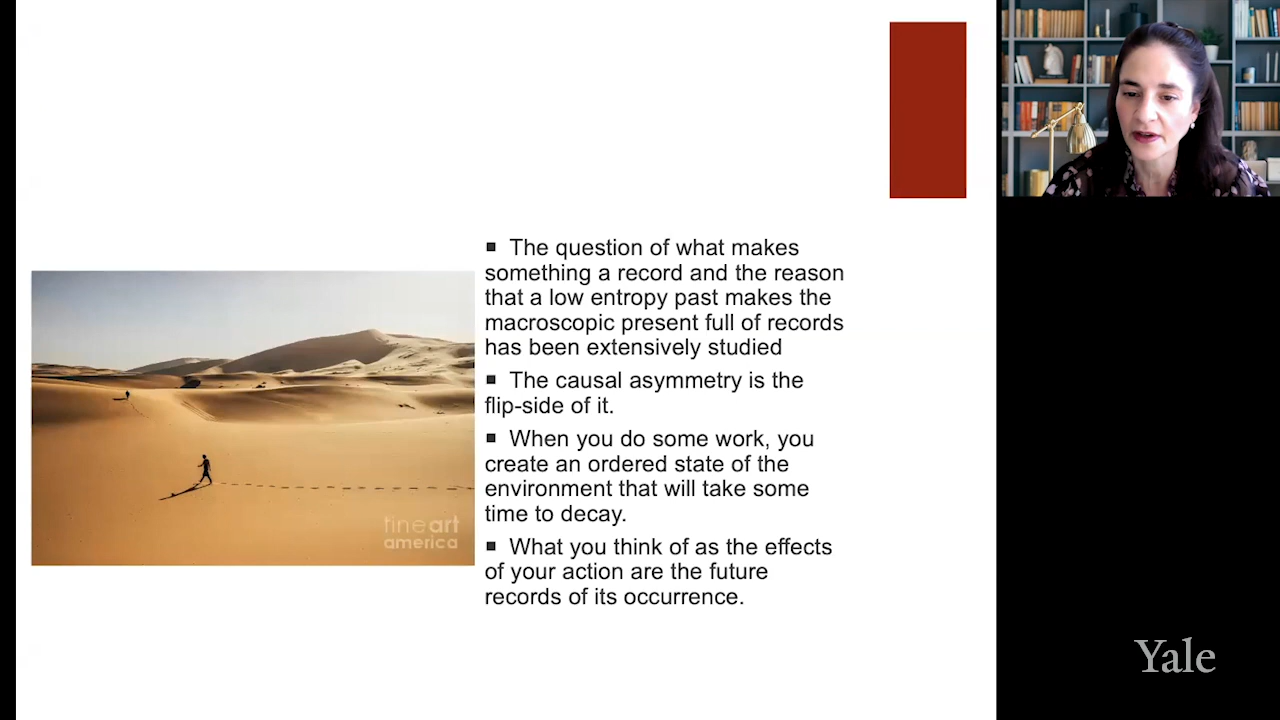 ▪ The question of what makes
something a record and the reason
that a low entropy past makes the
macroscopic present full of records
has been extensively studied
▪ The causal asymmetry is the
flip-side of it.
▪ When you do some work, you
create an ordered state of the
environment that will take some
time to decay.
▪ What you think of as the effects
of your action are the future
records of its occurrence.
fineart
america
Yale